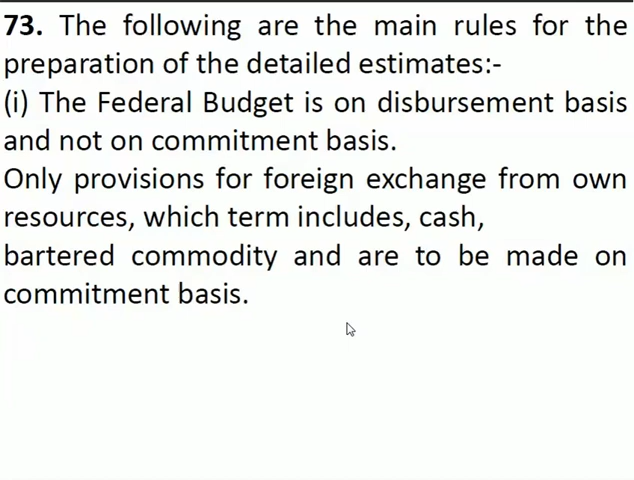 73. The following are the main rules for the
preparation of the detailed estimates:-
(i) The Federal Budget is on disbursement basis
and not on commitment basis.
Only provisions for foreign exchange from own
resources, which term includes, cash,
bartered commodity and are to be made on
commitment basis.